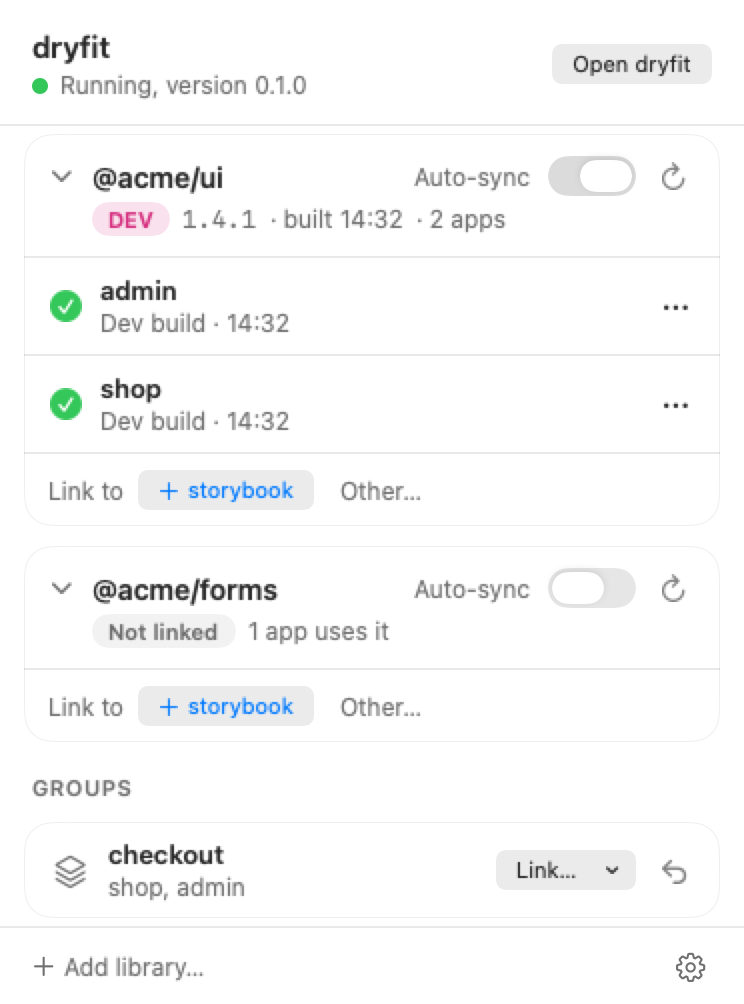 dryfit
Running, version 0.1.0
Open dryfit
@acme/ui
Auto-sync
DEV 1.4.1 · built 14:32 · 2 apps
admin
Dev build · 14:32
shop
Dev build · 14:32
Link to + storybook Other...
@acme/forms
Auto-sync
Not linked 1 app uses it
Link to + storybook Other...
GROUPS
checkout
shop, admin
Link...
+ Add library...